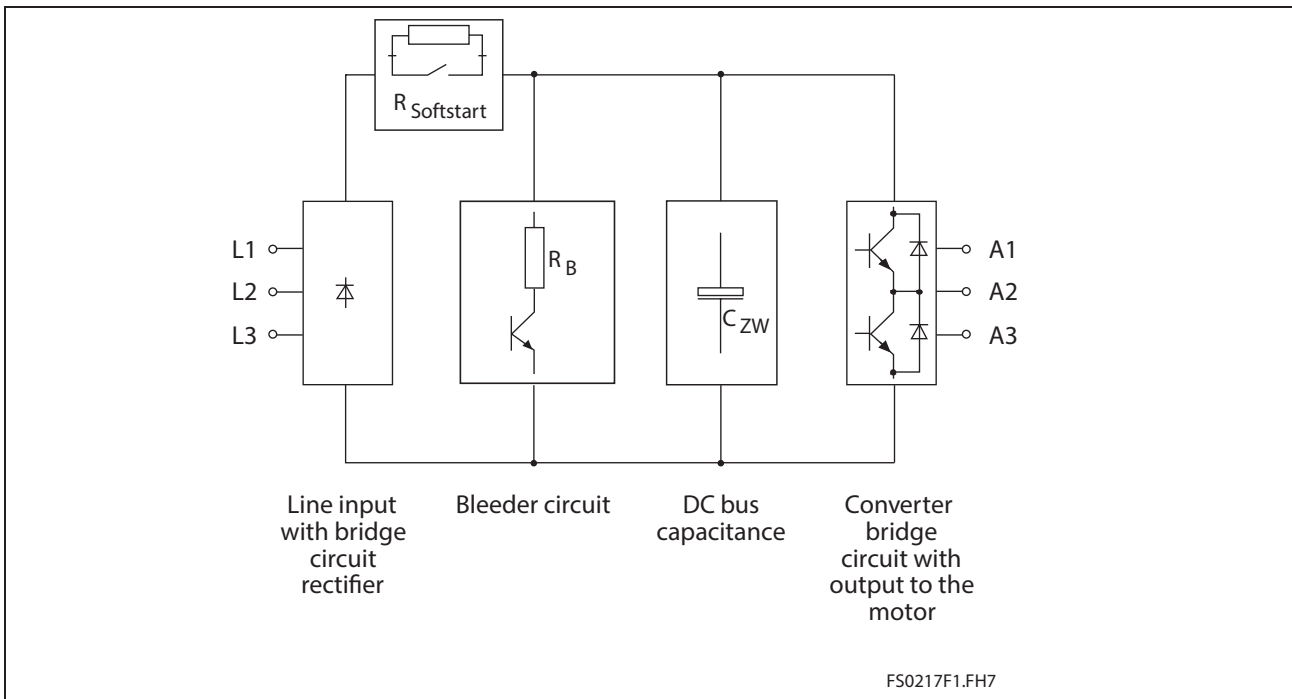 R Softstart
L1
L2
L3
R B
C ZW
A1
A2
A3
Line input
with bridge
circuit
rectifier
Bleeder circuit
DC bus
capacitance
Converter
bridge
circuit with
output to the
motor
FS0217F1.FH7